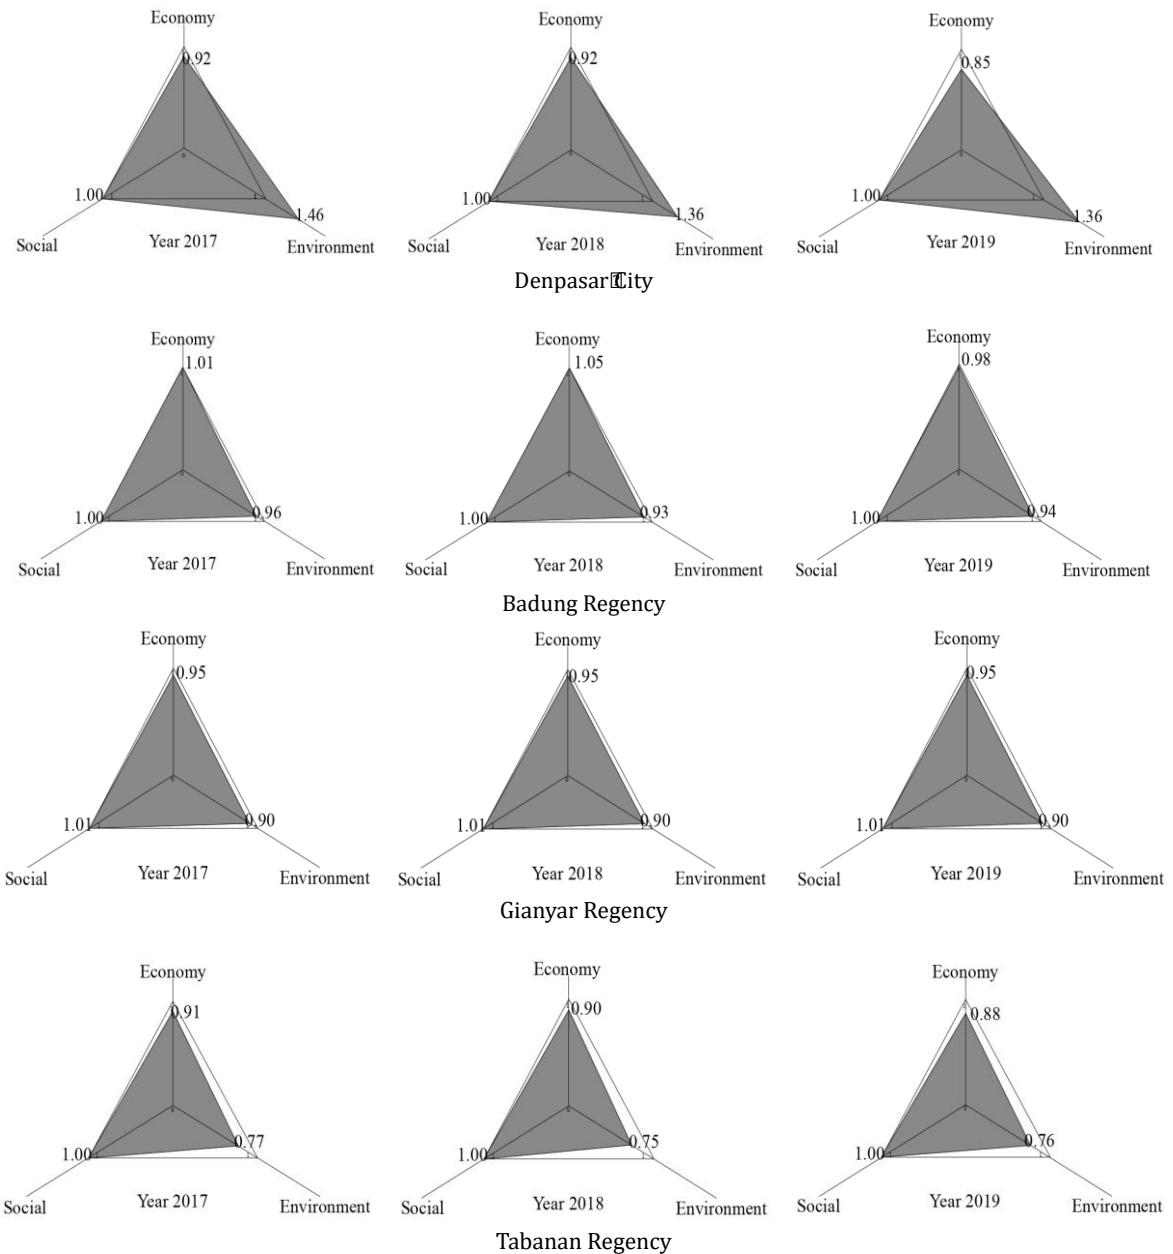 Economy Economy Economy
0.92 0.92 0.85
1.00 1.46 1.00 1.36 1.00 1.36
Social Year 2017 Environment Social Year 2018 Environment Social Year 2019 Environment
Denpasar City
Economy Economy Economy
1.01 1.05 0.98
1.00 0.96 1.00 0.93 1.00 0.94
Social Year 2017 Environment Social Year 2018 Environment Social Year 2019 Environment
Badung Regency
Economy Economy Economy
0.95 0.95 0.95
1.01 0.90 1.01 0.90 1.01 0.90
Social Year 2017 Environment Social Year 2018 Environment Social Year 2019 Environment
Gianyar Regency
Economy Economy Economy
0.91 0.90 0.88
1.00 0.77 1.00 0.75 1.00 0.76
Social Year 2017 Environment Social Year 2018 Environment Social Year 2019 Environment
Tabanan Regency